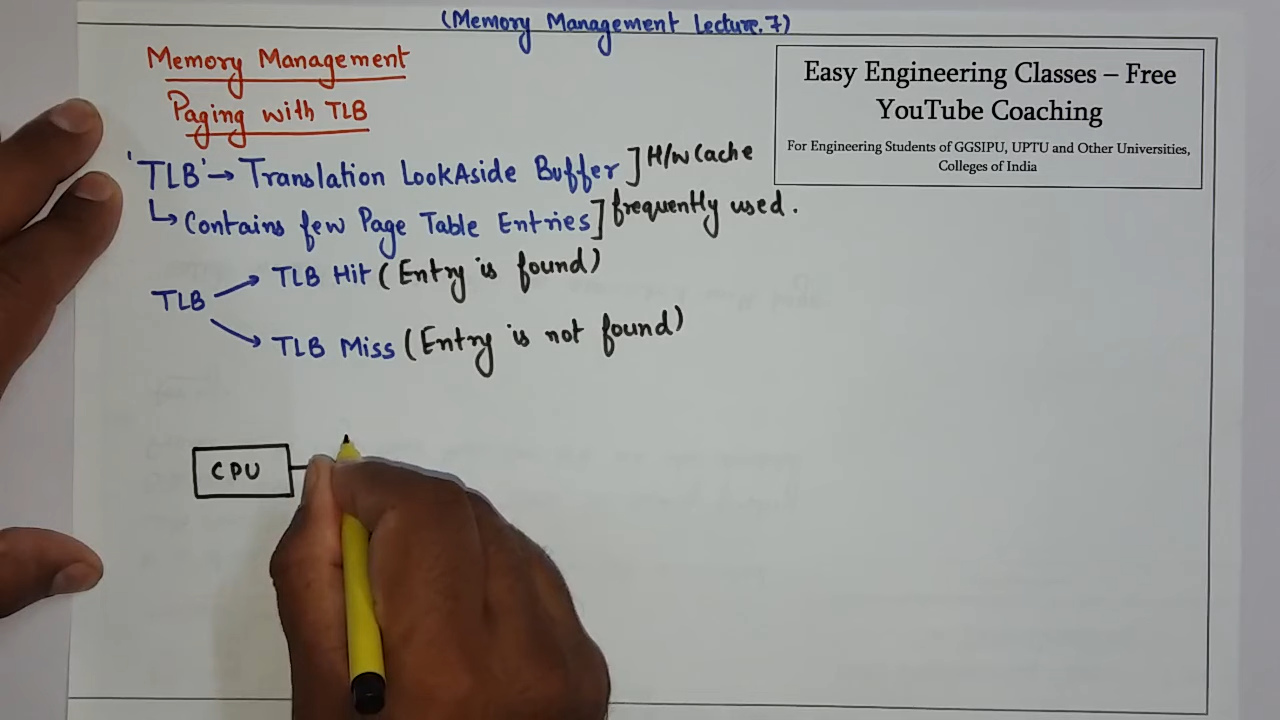 (Memory Management Lecture.7)
Memory Management
Paging with TLB
Easy Engineering Classes – Free
YouTube Coaching
For Engineering Students of GGSIPU, UPTU and Other Universities,
Colleges of India
'TLB' → Translation LookAside Buffer] H/w Cache
↳ Contains few Page Table Entries] frequently used.
TLB
TLB Hit (Entry is found)
TLB Miss (Entry is not found)
CPU